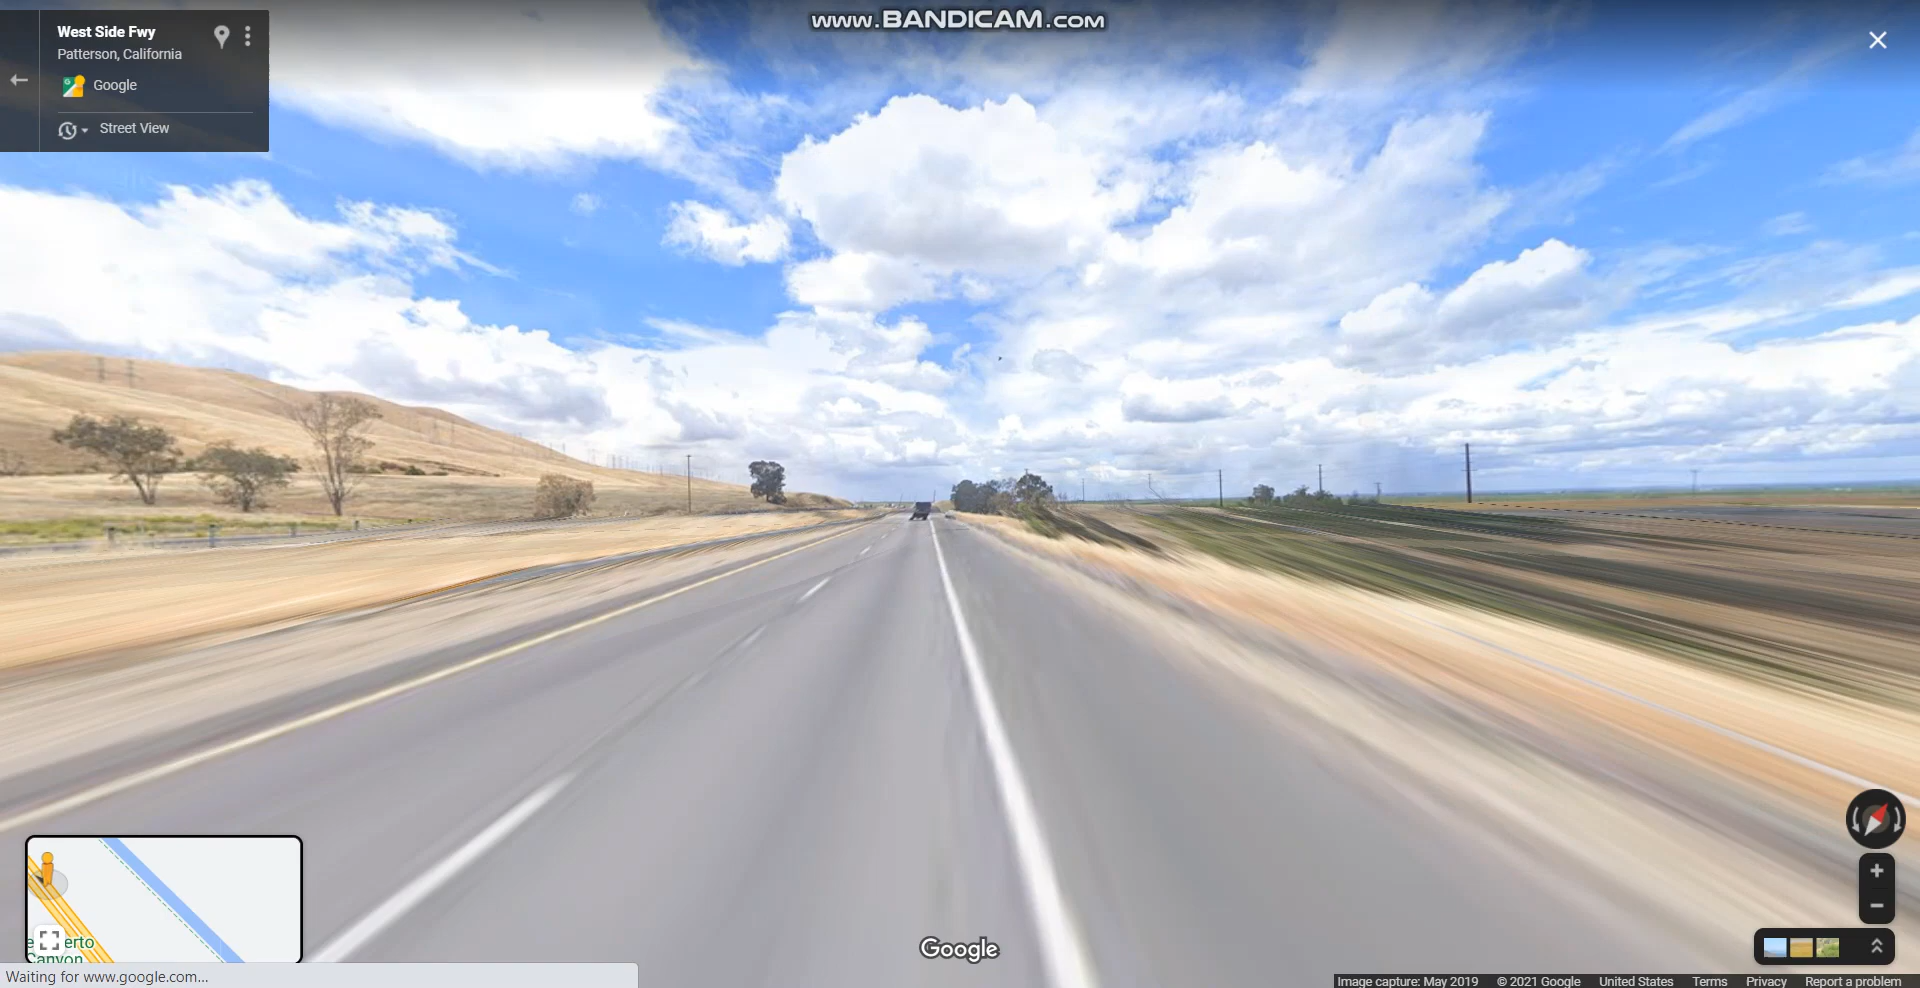 www.BANDICAM.com
West Side Fwy
Patterson, California
Google
Street View
erto
Canyon
Google
Waiting for www.google.com...
Image capture: May 2019 © 2021 Google United States Terms Privacy Report a problem